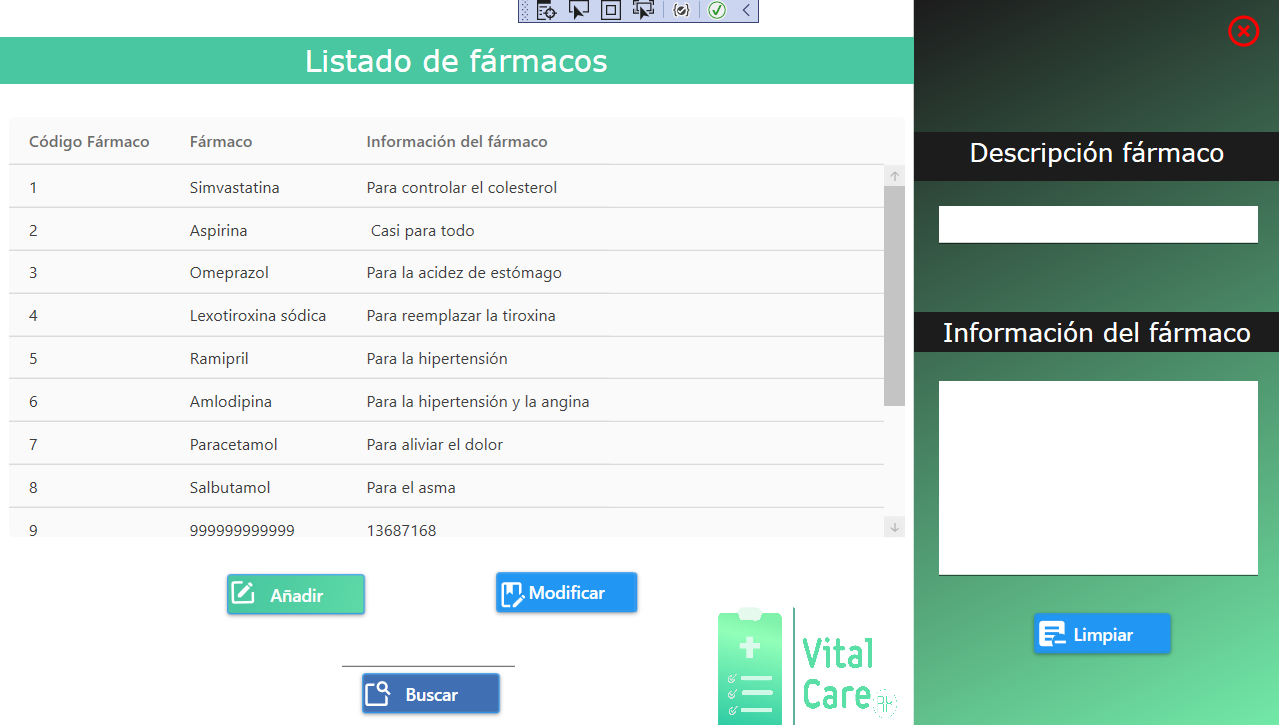 Listado de fármacos
Código Fármaco Fármaco Información del fármaco
1 Simvastatina Para controlar el colesterol
2 Aspirina Casi para todo
3 Omeprazol Para la acidez de estómago
4 Lexotiroxina sódica Para reemplazar la tiroxina
5 Ramipril Para la hipertensión
6 Amlodipina Para la hipertensión y la angina
7 Paracetamol Para aliviar el dolor
8 Salbutamol Para el asma
9 999999999999 13687168
Añadir
Modificar
Buscar
Vital
Care
Descripción fármaco
Información del fármaco
Limpiar